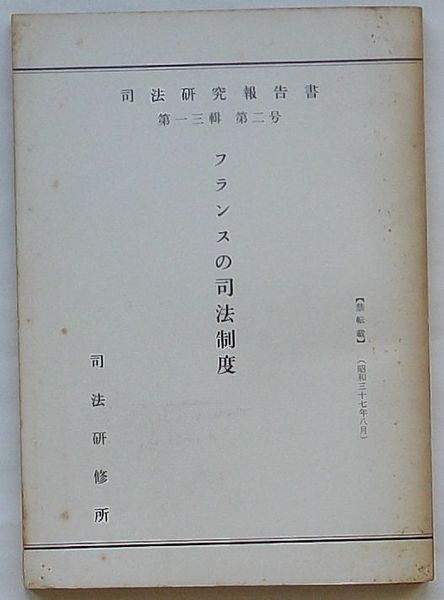 司法研究報告書
第一三輯 第二号
フランスの司法制度
【禁転載】 （昭和三十七年八月）
司法研修所